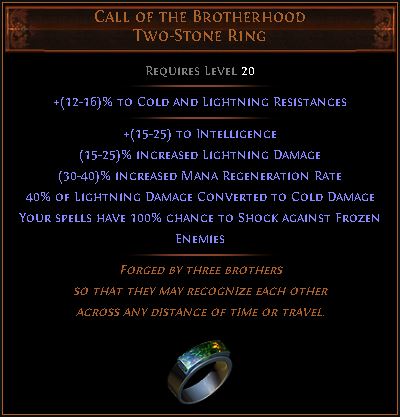 Call of the Brotherhood
Two-Stone Ring
Requires Level 20
+(12-16)% to Cold and Lightning Resistances
+(15-25) to Intelligence
(15-25)% increased Lightning Damage
(30-40)% increased Mana Regeneration Rate
40% of Lightning Damage Converted to Cold Damage
Your spells have 100% chance to Shock against Frozen
Enemies
Forged by three brothers
so that they may recognize each other
across any distance of time or travel.